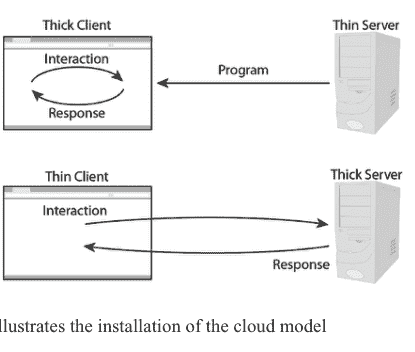 Thick Client
Thin Server
Interaction
Program
Response
Thin Client
Thick Server
Interaction
Response
llustrates the installation of the cloud model